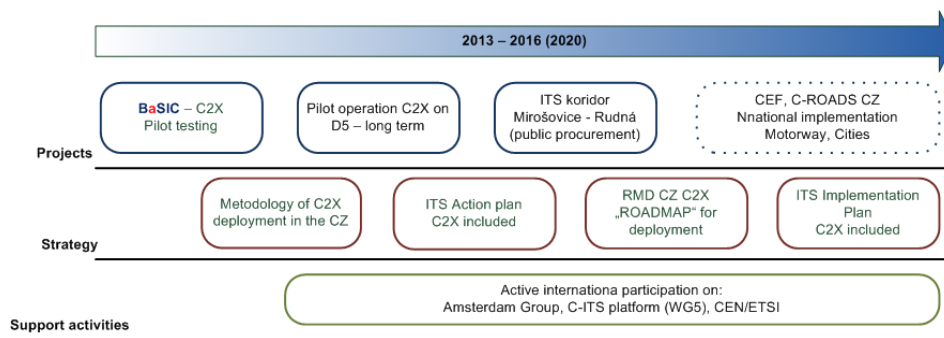 2013 – 2016 (2020)
BaSIC – C2X
Pilot testing
Pilot operation C2X on
D5 – long term
ITS koridor
Mirošovice - Rudná
(public procurement)
CEF, C-ROADS CZ
Nnational implementation
Motorway, Cities
Projects
Metodology of C2X
deployment in the CZ
ITS Action plan
C2X included
RMD CZ C2X
„ROADMAP“ for
deployment
ITS Implementation
Plan
C2X included
Strategy
Active internationa participation on:
Amsterdam Group, C-ITS platform (WG5), CEN/ETSI
Support activities